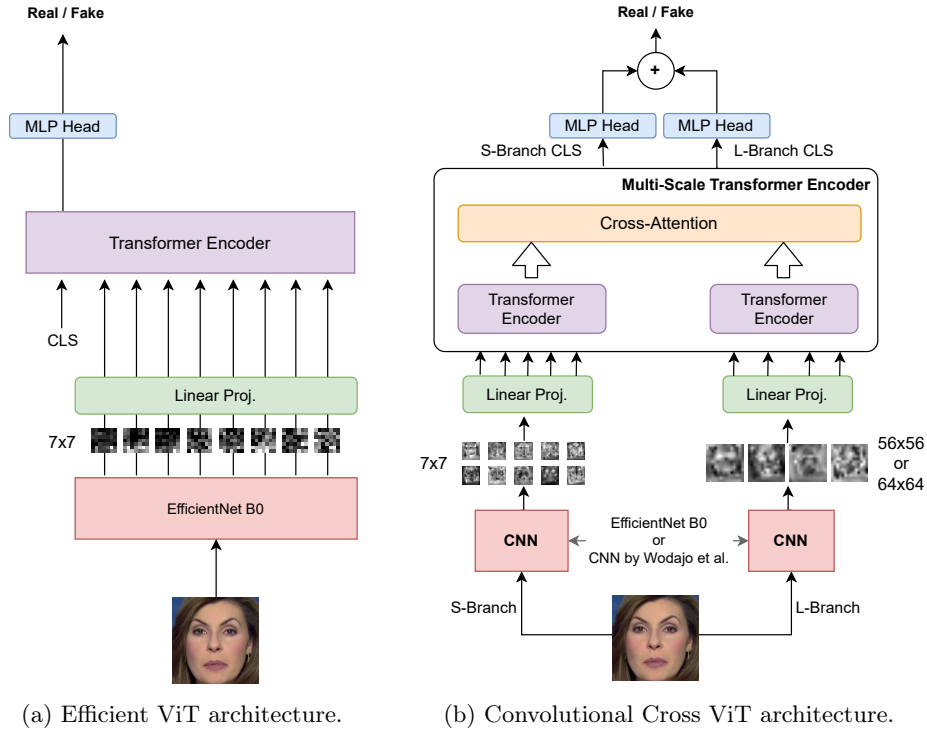 Real / Fake
MLP Head
Transformer Encoder
CLS
Linear Proj.
7x7
EfficientNet B0
(a) Efficient ViT architecture.
Real / Fake
+
MLP Head
MLP Head
S-Branch CLS
L-Branch CLS
Multi-Scale Transformer Encoder
Cross-Attention
Transformer
Encoder
Transformer
Encoder
Linear Proj.
Linear Proj.
7x7
56x56
or
64x64
CNN
EfficientNet B0
or
CNN by Wodajo et al.
CNN
S-Branch
L-Branch
(b) Convolutional Cross ViT architecture.